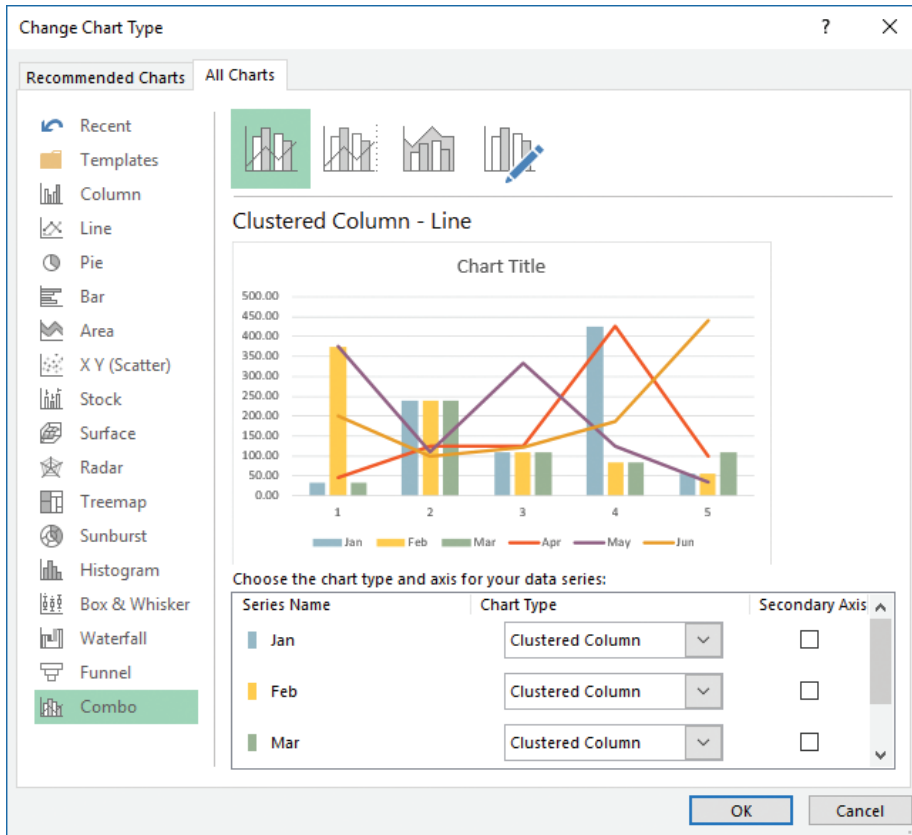 Change Chart Type
?
Recommended Charts
All Charts
Recent
Templates
Column
Line
Pie
Bar
Area
X Y (Scatter)
Stock
Surface
Radar
Treemap
Sunburst
Histogram
Box & Whisker
Waterfall
Funnel
Combo
Clustered Column - Line
Chart Title
500.00
450.00
400.00
350.00
300.00
250.00
200.00
150.00
100.00
50.00
0.00
1 2 3 4 5
Jan Feb Mar Apr May Jun
Choose the chart type and axis for your data series:
Series Name Chart Type Secondary Axis
Jan Clustered Column
Feb Clustered Column
Mar Clustered Column
OK Cancel